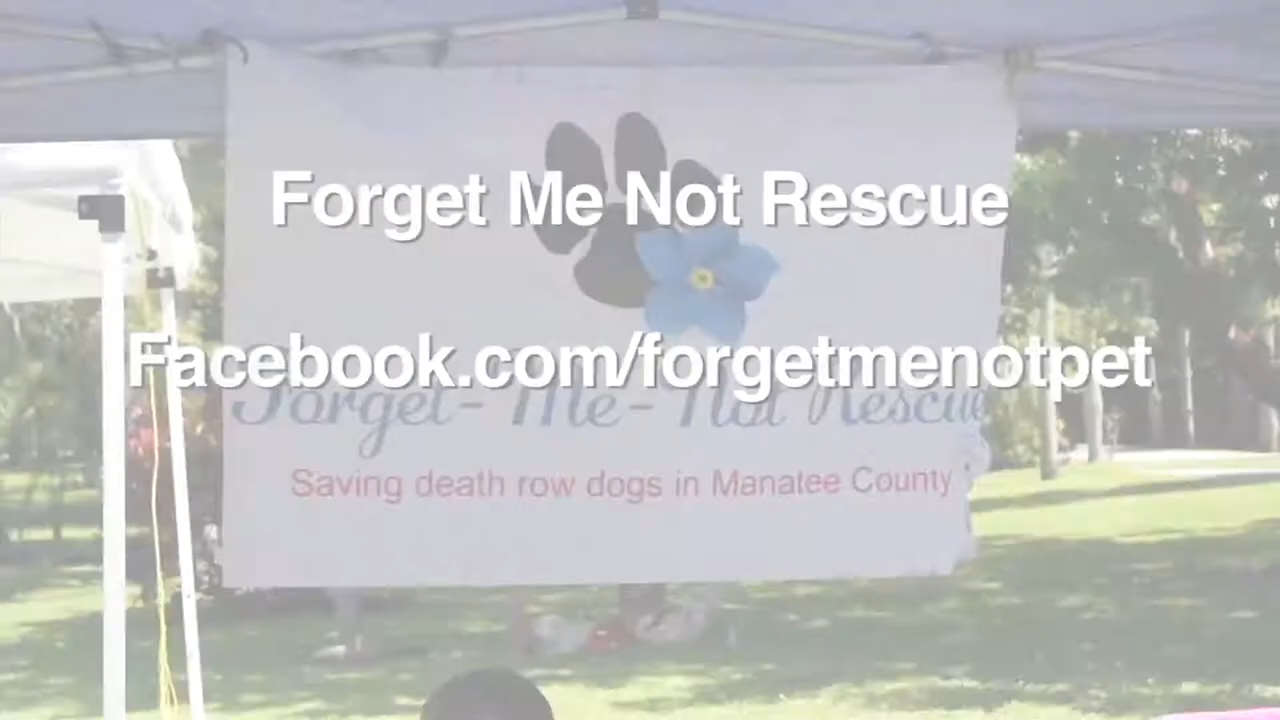 Forget Me Not Rescue
Facebook.com/forgetmenotpet
Forget-Me-Not Rescue
Saving death row dogs in Manatee County